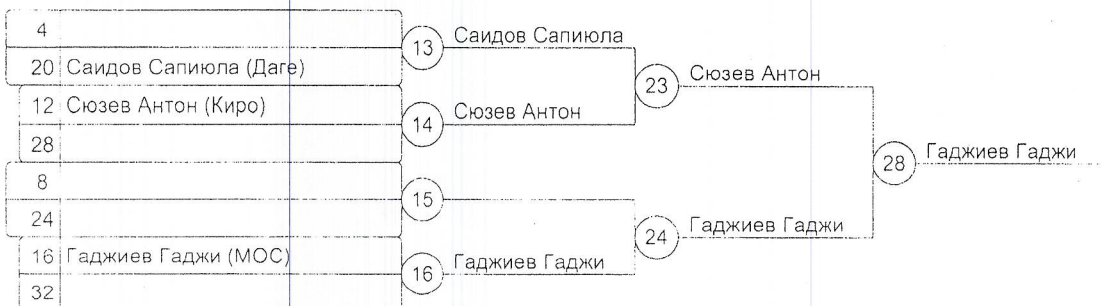 4
20 Саидов Сапиюла (Даге)
13 Саидов Сапиюла
12 Сюзев Антон (Киро)
28
14 Сюзев Антон
23 Сюзев Антон
8
24
15
16 Гаджиев Гаджи (МОС)
32
16 Гаджиев Гаджи
24 Гаджиев Гаджи
28 Гаджиев Гаджи